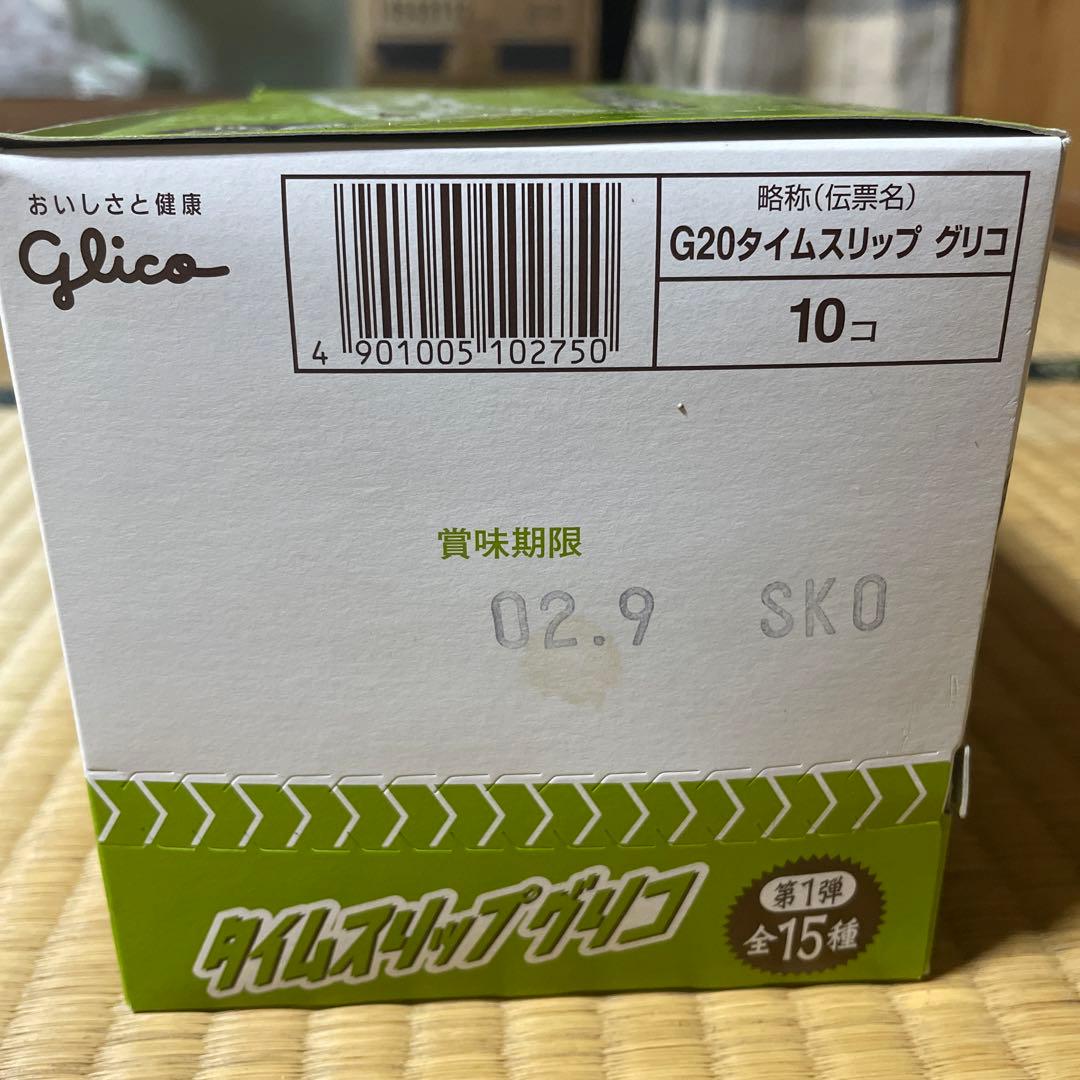 おいしさと健康
Glico
4 901005 102750
略称(伝票名)
G20タイムスリップ グリコ
10コ
賞味期限
02.9 SKO
タイムスリップグリコ
第1弾
全15種